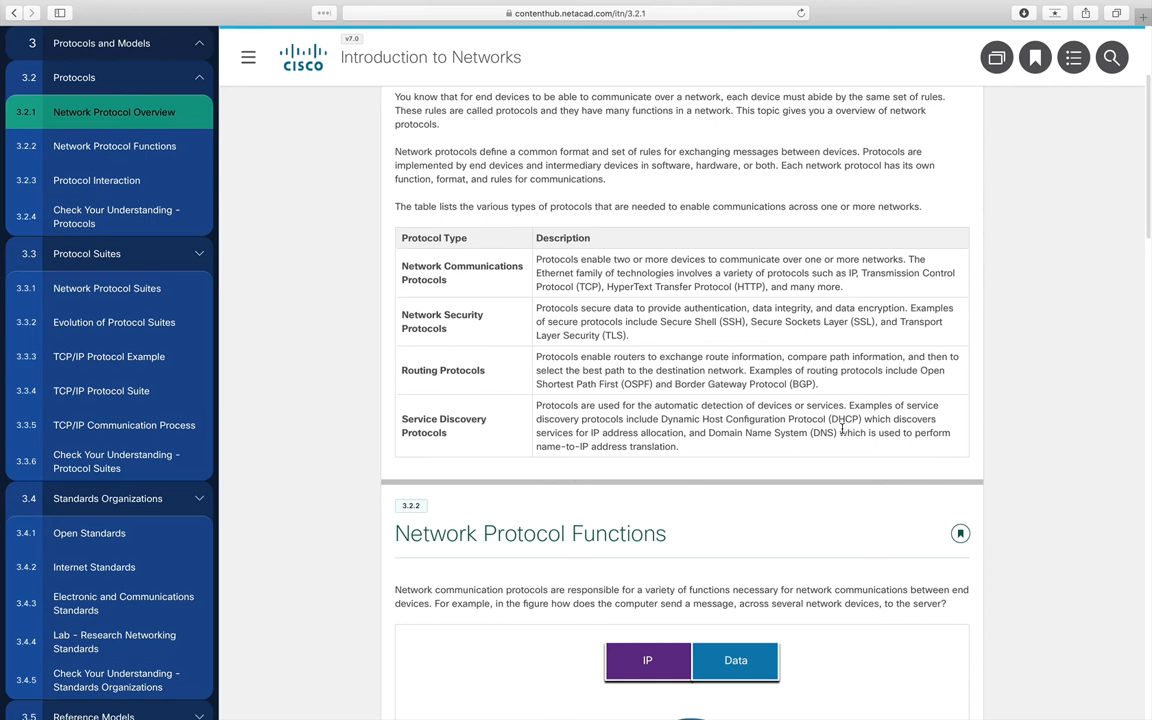 contenthub.netacad.com/itn/3.2.1
3 Protocols and Models
3.2 Protocols
3.2.1 Network Protocol Overview
3.2.2 Network Protocol Functions
3.2.3 Protocol Interaction
3.2.4 Check Your Understanding -
Protocols
3.3 Protocol Suites
3.3.1 Network Protocol Suites
3.3.2 Evolution of Protocol Suites
3.3.3 TCP/IP Protocol Example
3.3.4 TCP/IP Protocol Suite
3.3.5 TCP/IP Communication Process
3.3.6 Check Your Understanding -
Protocol Suites
3.4 Standards Organizations
3.4.1 Open Standards
3.4.2 Internet Standards
3.4.3 Electronic and Communications
Standards
3.4.4 Lab - Research Networking
Standards
3.4.5 Check Your Understanding -
Standards Organizations
3.5 Reference Models
v7.0
CISCO
Introduction to Networks
You know that for end devices to be able to communicate over a network, each device must abide by the same set of rules.
These rules are called protocols and they have many functions in a network. This topic gives you a overview of network
protocols.
Network protocols define a common format and set of rules for exchanging messages between devices. Protocols are
implemented by end devices and intermediary devices in software, hardware, or both. Each network protocol has its own
function, format, and rules for communications.
The table lists the various types of protocols that are needed to enable communications across one or more networks.
Protocol Type
Description
Network Communications
Protocols
Protocols enable two or more devices to communicate over one or more networks. The
Ethernet family of technologies involves a variety of protocols such as IP, Transmission Control
Protocol (TCP), HyperText Transfer Protocol (HTTP), and many more.
Network Security
Protocols
Protocols secure data to provide authentication, data integrity, and data encryption. Examples
of secure protocols include Secure Shell (SSH), Secure Sockets Layer (SSL), and Transport
Layer Security (TLS).
Routing Protocols
Protocols enable routers to exchange route information, compare path information, and then to
select the best path to the destination network. Examples of routing protocols include Open
Shortest Path First (OSPF) and Border Gateway Protocol (BGP).
Service Discovery
Protocols
Protocols are used for the automatic detection of devices or services. Examples of service
discovery protocols include Dynamic Host Configuration Protocol (DHCP) which discovers
services for IP address allocation, and Domain Name System (DNS) which is used to perform
name-to-IP address translation.
3.2.2
Network Protocol Functions
Network communication protocols are responsible for a variety of functions necessary for network communications between end
devices. For example, in the figure how does the computer send a message, across several network devices, to the server?
IP
Data